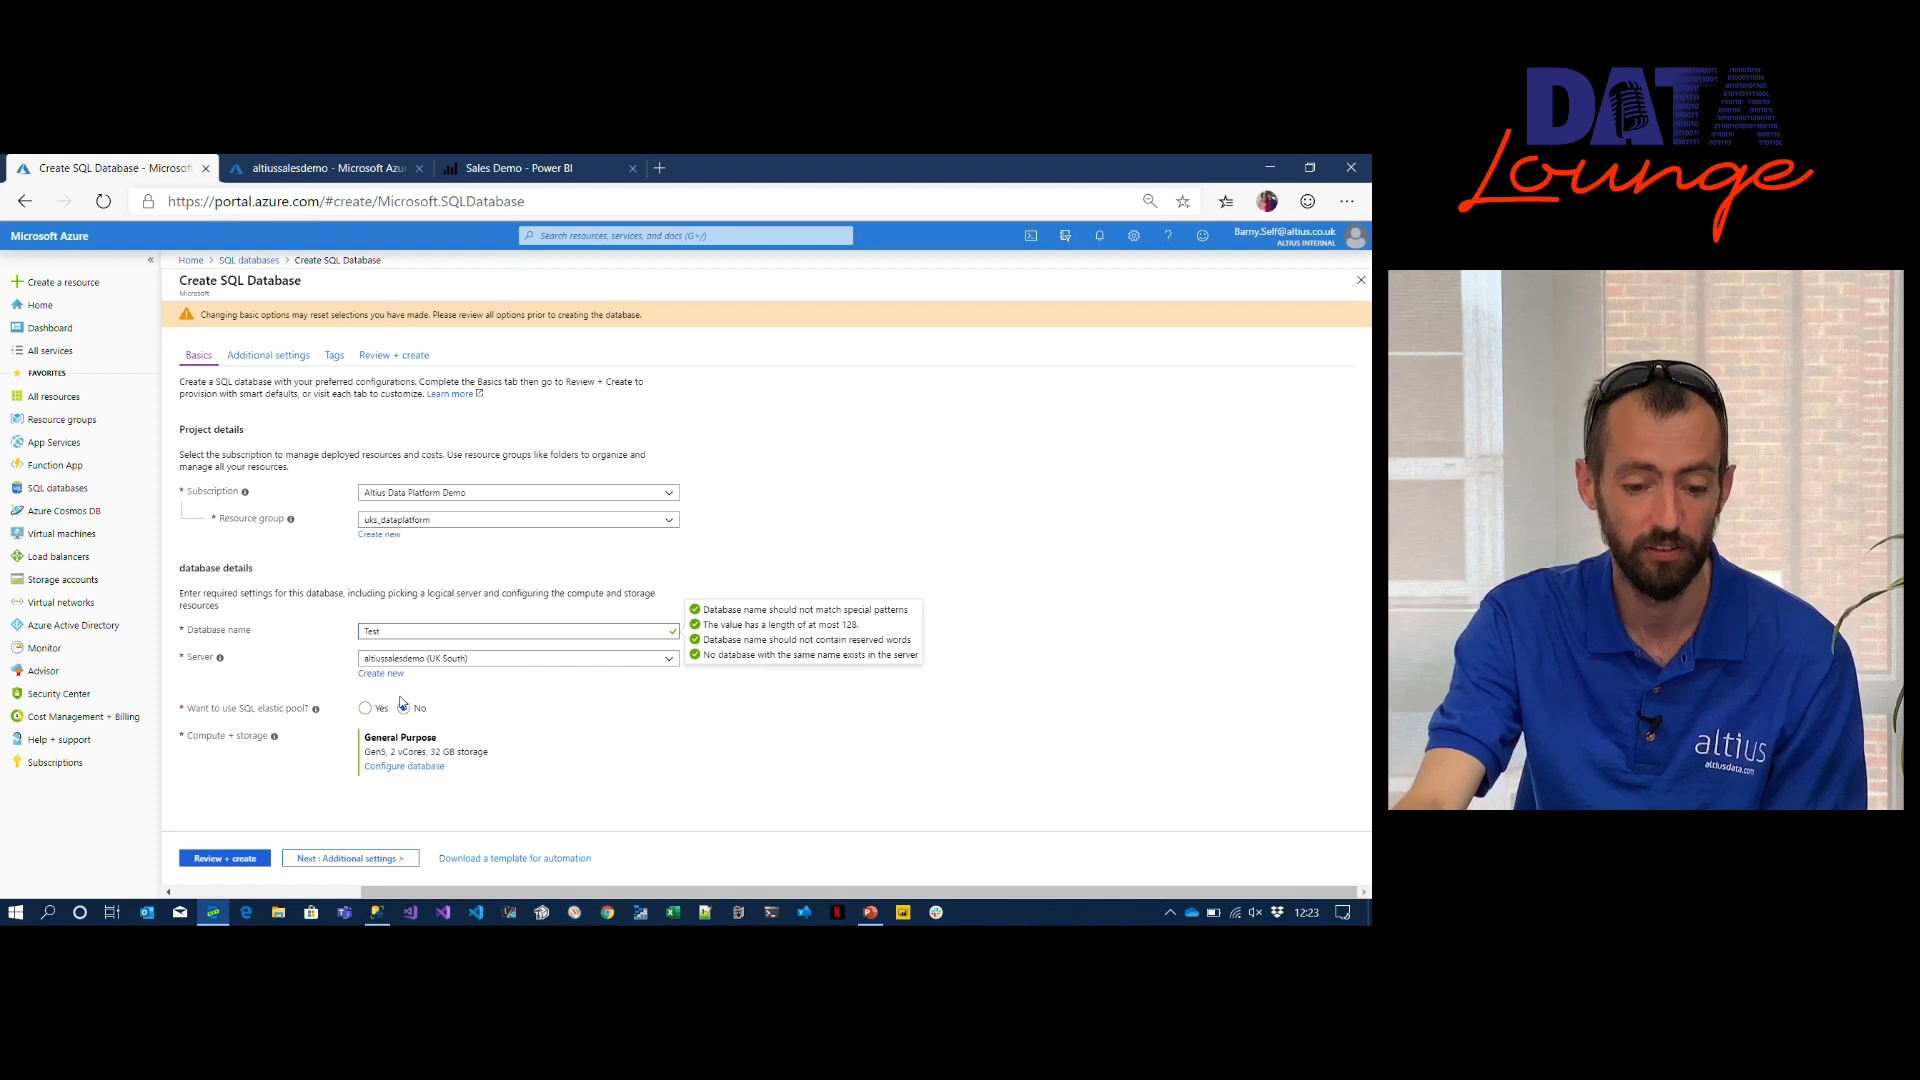 DATA
Lounge
Create SQL Database - Microsoft
altiussalesdemo - Microsoft Azu
Sales Demo - Power BI
https://portal.azure.com/#create/Microsoft.SQLDatabase
Microsoft Azure
Search resources, services, and docs (G+/)
Barny.Self@altius.co.uk
ALTIUS INTERNAL
Home > SQL databases > Create SQL Database
Create SQL Database
Microsoft
Changing basic options may reset selections you have made. Please review all options prior to creating the database.
Create a resource
Home
Dashboard
All services
FAVORITES
All resources
Resource groups
App Services
Function App
SQL databases
Azure Cosmos DB
Virtual machines
Load balancers
Storage accounts
Virtual networks
Azure Active Directory
Monitor
Advisor
Security Center
Cost Management + Billing
Help + support
Subscriptions
Basics Additional settings Tags Review + create
Create a SQL database with your preferred configurations. Complete the Basics tab then go to Review + Create to
provision with smart defaults, or visit each tab to customize. Learn more
Project details
Select the subscription to manage deployed resources and costs. Use resource groups like folders to organize and
manage all your resources.
* Subscription
Altius Data Platform Demo
* Resource group
uks_dataplatform
Create new
database details
Enter required settings for this database, including picking a logical server and configuring the compute and storage
resources
* Database name
Test
Database name should not match special patterns
The value has a length of at most 128.
Database name should not contain reserved words
No database with the same name exists in the server
* Server
altiussalesdemo (UK South)
Create new
* Want to use SQL elastic pool?
Yes No
* Compute + storage
General Purpose
Gen5, 2 vCores, 32 GB storage
Configure database
Review + create
Next : Additional settings >
Download a template for automation
12:23
altius
altiusdata.com